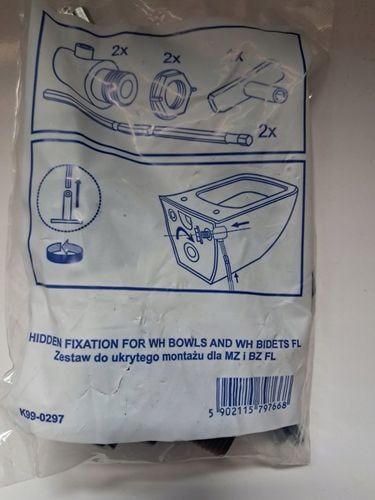 2x
2x
1x
2x
HIDDEN FIXATION FOR WH BOWLS AND WH BIDETS FL
Zestaw do ukrytego montażu dla MZ i BZ FL
K99-0297
5 902115 797668